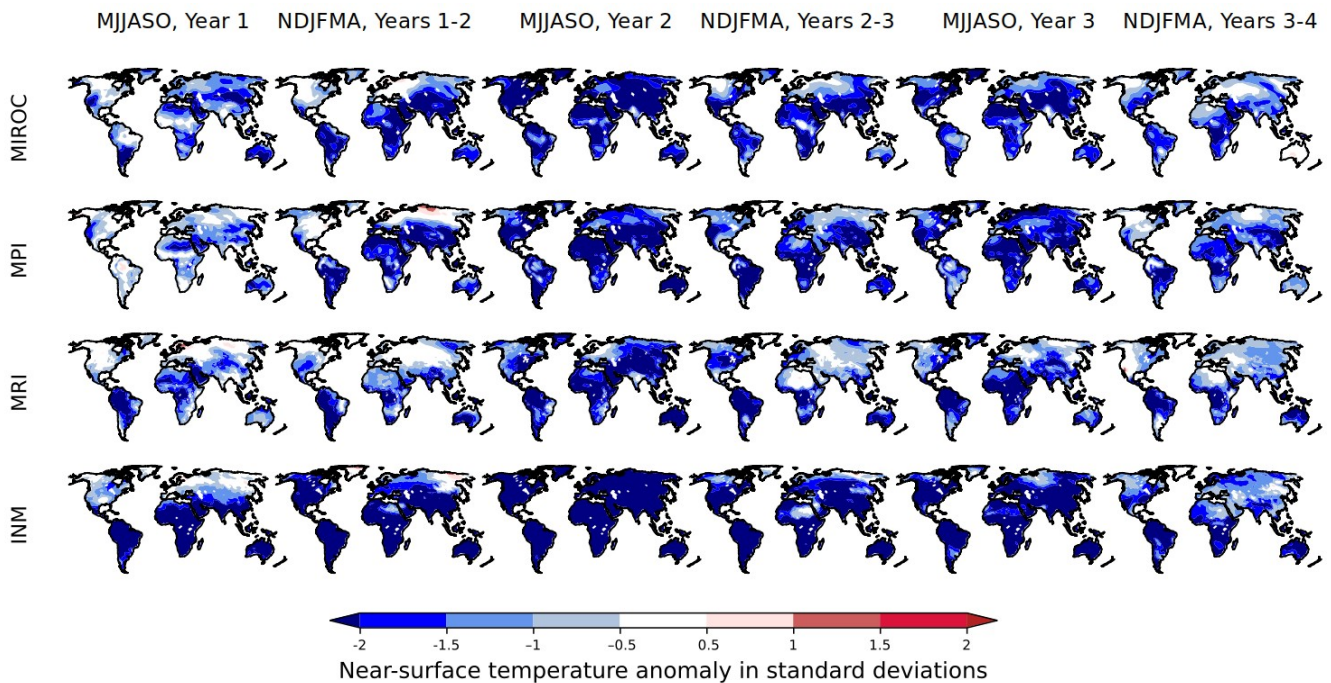 MJJASO, Year 1 NDJFMA, Years 1-2 MJJASO, Year 2 NDJFMA, Years 2-3 MJJASO, Year 3 NDJFMA, Years 3-4
MIROC
MPI
MRI
INM
-2 -1.5 -1 -0.5 0.5 1 1.5 2
Near-surface temperature anomaly in standard deviations